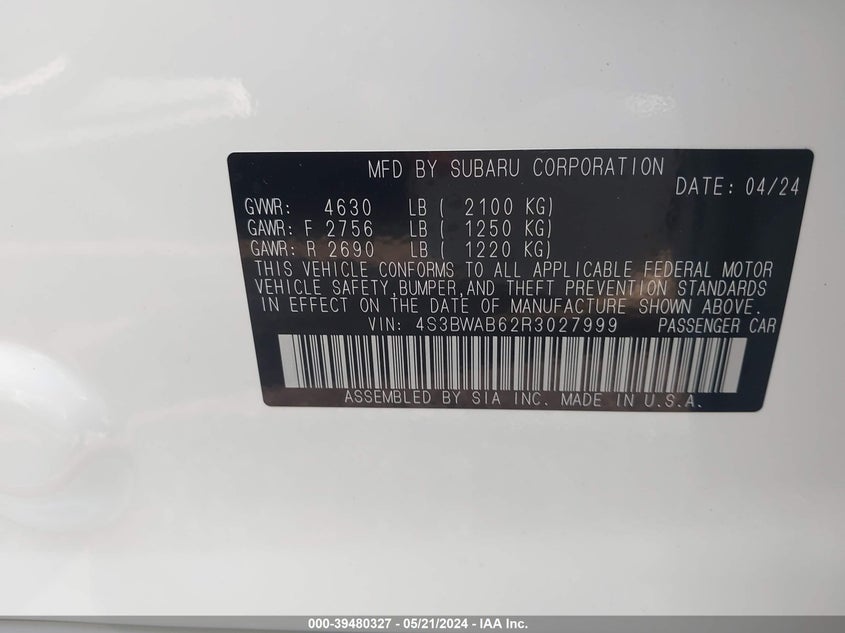 MFD BY SUBARU CORPORATION
DATE: 04/24
GVWR: 4630 LB ( 2100 KG)
GAWR: F 2756 LB ( 1250 KG)
GAWR: R 2690 LB ( 1220 KG)
THIS VEHICLE CONFORMS TO ALL APPLICABLE FEDERAL MOTOR
VEHICLE SAFETY,BUMPER,AND THEFT PREVENTION STANDARDS
IN EFFECT ON THE DATE OF MANUFACTURE SHOWN ABOVE.
VIN: 4S3BWAB62R3027999 PASSENGER CAR
ASSEMBLED BY SIA INC. MADE IN U.S.A.
000-39480327 - 05/21/2024 - IAA Inc.